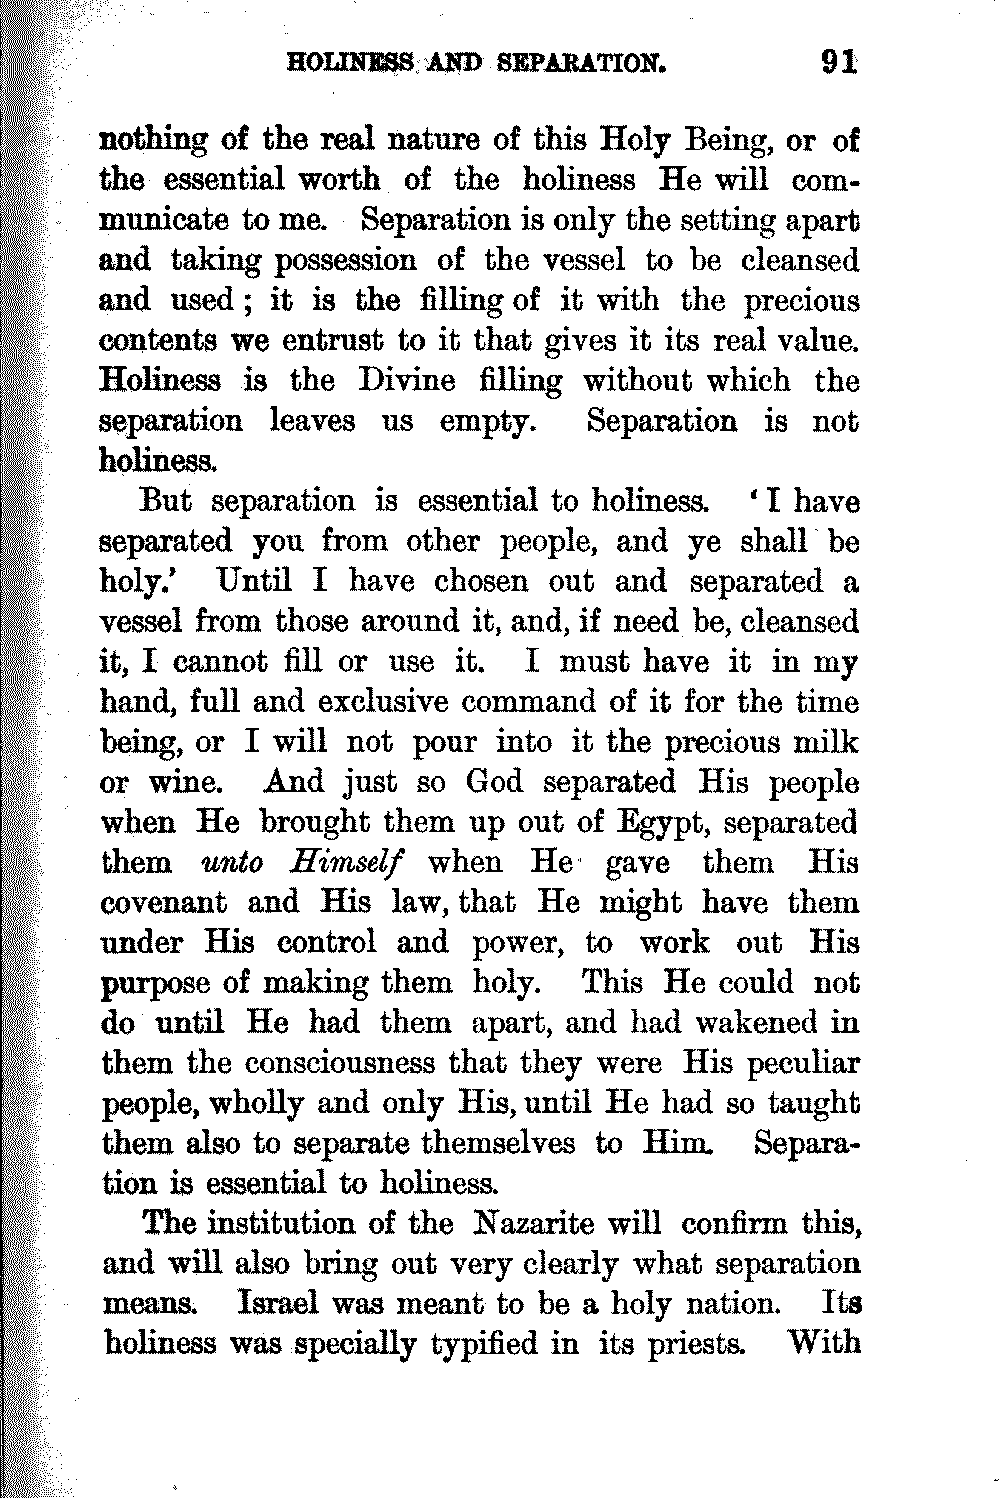 HOLINESS AND SEPARATION. 91
nothing of the real nature of this Holy Being, or of
the essential worth of the holiness He will com-
municate to me. Separation is only the setting apart
and taking possession of the vessel to be cleansed
and used ; it is the filling of it with the precious
contents we entrust to it that gives it its real value.
Holiness is the Divine filling without which the
separation leaves us empty. Separation is not
holiness.
But separation is essential to holiness. ‘ I have
separated you from other people, and ye shall be
holy.’ Until I have chosen out and separated a
vessel from those around it, and, if need be, cleansed
it, I cannot fill or use it. I must have it in my
hand, full and exclusive command of it for the time
being, or I will not pour into it the precious milk
or wine. And just so God separated His people
when He brought them up out of Egypt, separated
them unto Himself when He gave them His
covenant and His law, that He might have them
under His control and power, to work out His
purpose of making them holy. This He could not
do until He had them apart, and had wakened in
them the consciousness that they were His peculiar
people, wholly and only His, until He had so taught
them also to separate themselves to Him. Separa-
tion is essential to holiness.
The institution of the Nazarite will confirm this,
and will also bring out very clearly what separation
means. Israel was meant to be a holy nation. Its
holiness was specially typified in its priests. With